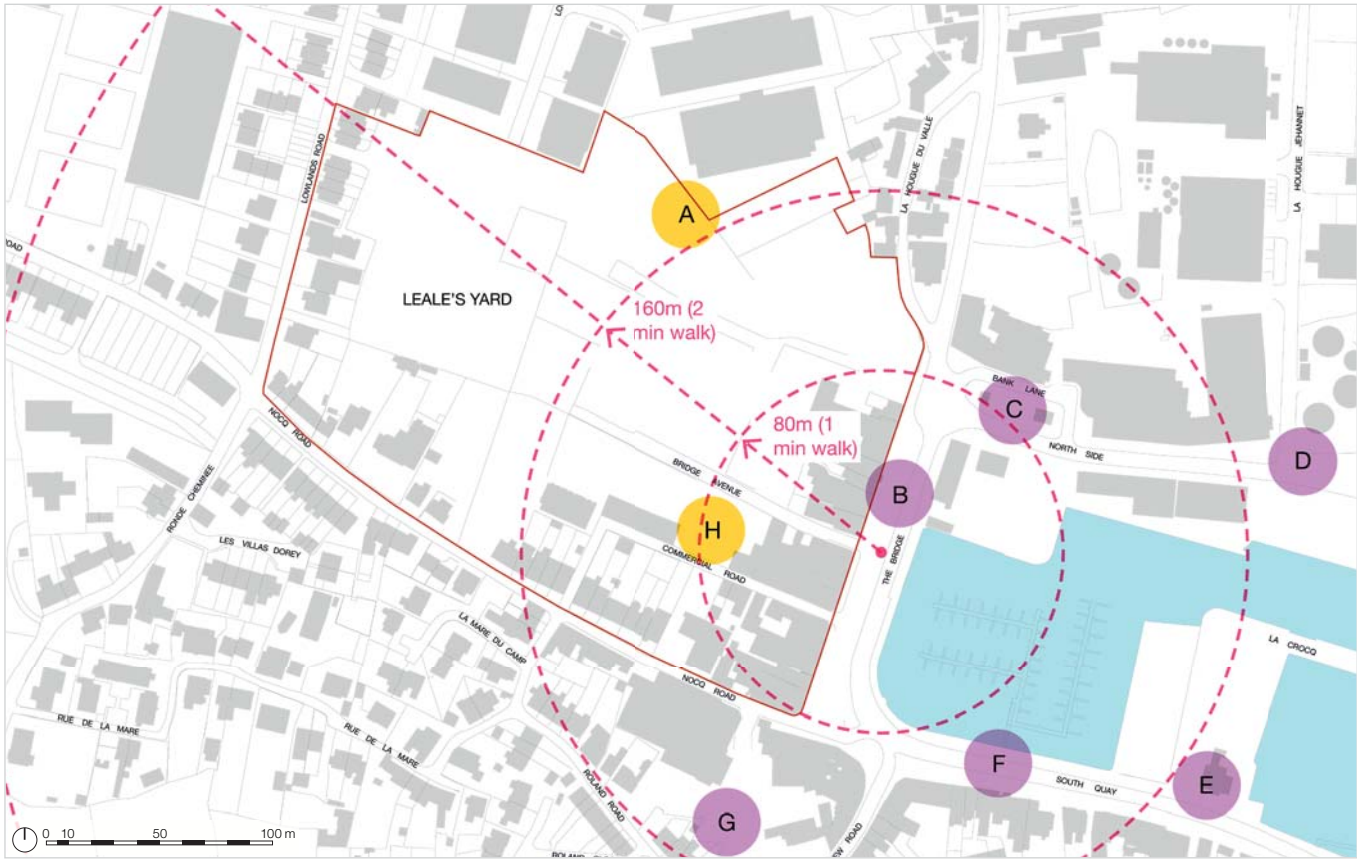 LO
LOWLANDS ROAD
LA HOUGUE DU VALLE
LA HOUGUE JEHANNET
A
OAD
LEALE'S YARD
160m (2
min walk)
BANK LANE
C
80m (1
min walk)
NORTH SIDE
D
NOCQ ROAD
BRIDGE AVENUE
B
RONDE CHEMINEE
H
LES VILLAS DOREY
COMMERCIAL ROAD
THE BRIDGE
LA MARE DU CAMP
LA CROCQ
NOCQ ROAD
RUE DE LA MARE
RUE DE LA MARE
F
SOUTH QUAY
E
ROLAND ROAD
G
EW ROAD
0 10 50 100 m